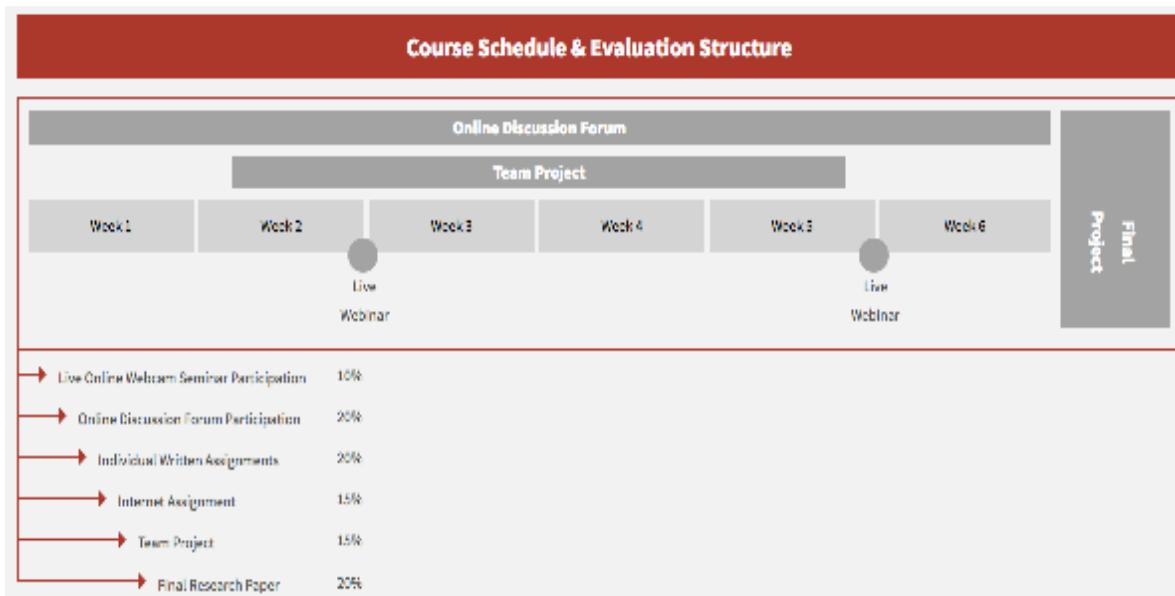 Course Schedule & Evaluation Structure
Online Discussion Forum
Team Project
Week 1
Week 2
Week 3
Week 4
Week 5
Week 6
Final
Project
Live
Webinar
Live
Webinar
Live Online Webcam Seminar Participation 10%
Online Discussion Forum Participation 20%
Individual Written Assignments 20%
Internet Assignment 15%
Team Project 15%
Final Research Paper 20%